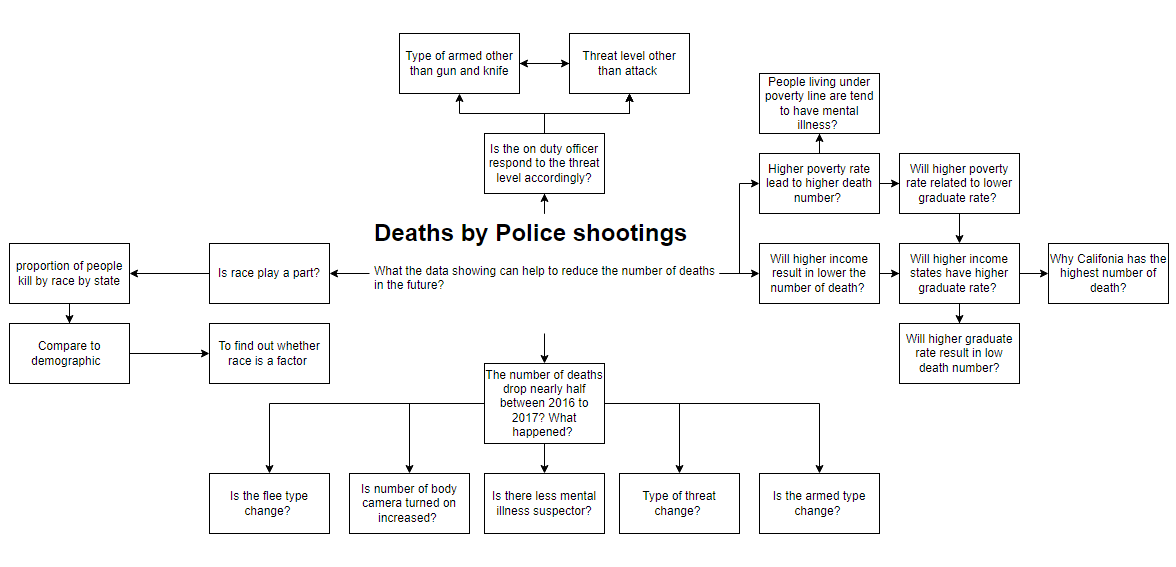 Type of armed other
than gun and knife
Threat level other
than attack
People living under
poverty line are tend
to have mental
illness?
Is the on duty officer
respond to the threat
level accordingly?
Higher poverty rate
lead to higher death
number?
Will higher poverty
rate related to lower
graduate rate?
Deaths by Police shootings
What the data showing can help to reduce the number of deaths
in the future?
proportion of people
kill by race by state
Is race play a part?
Will higher income
result in lower the
number of death?
Will higher income
states have higher
graduate rate?
Why Califonia has the
highest number of
death?
Compare to
demographic
To find out whether
race is a factor
Will higher graduate
rate result in low
death number?
The number of deaths
drop nearly half
between 2016 to
2017? What
happened?
Is the flee type
change?
Is number of body
camera turned on
increased?
Is there less mental
illness suspector?
Type of threat
change?
Is the armed type
change?